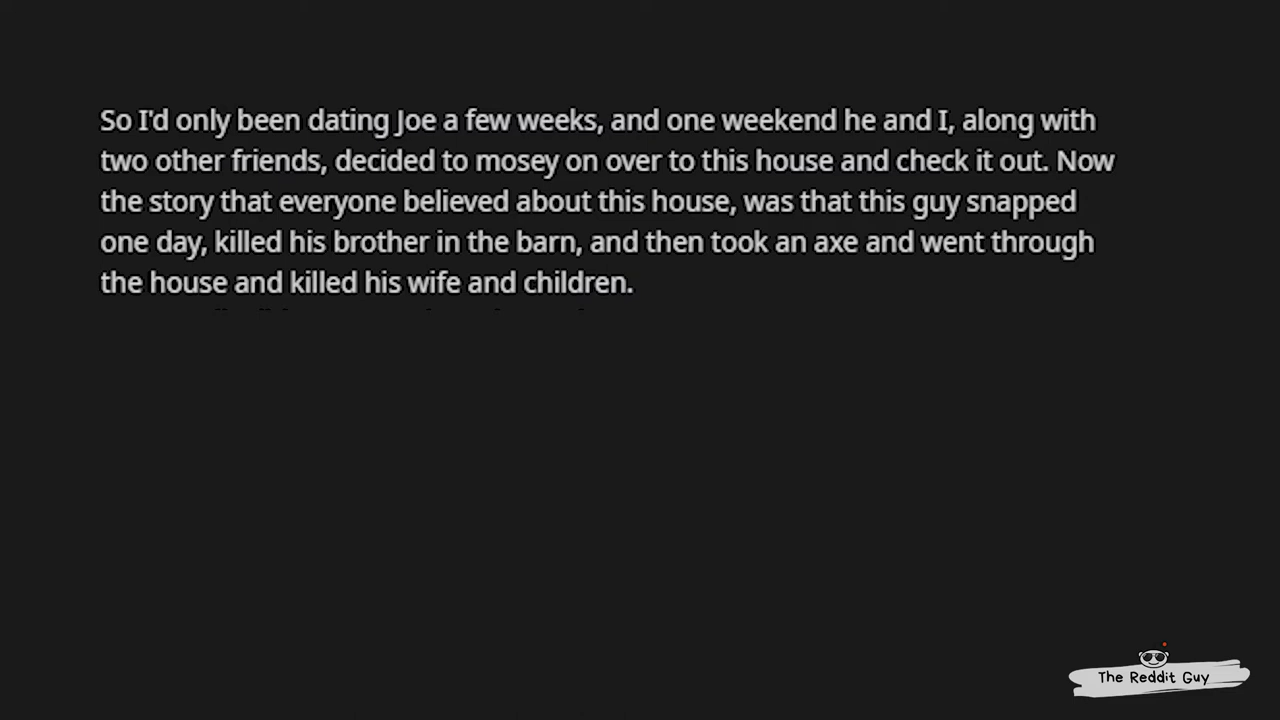 So I'd only been dating Joe a few weeks, and one weekend he and I, along with
two other friends, decided to mosey on over to this house and check it out. Now
the story that everyone believed about this house, was that this guy snapped
one day, killed his brother in the barn, and then took an axe and went through
the house and killed his wife and children.
The Reddit Guy